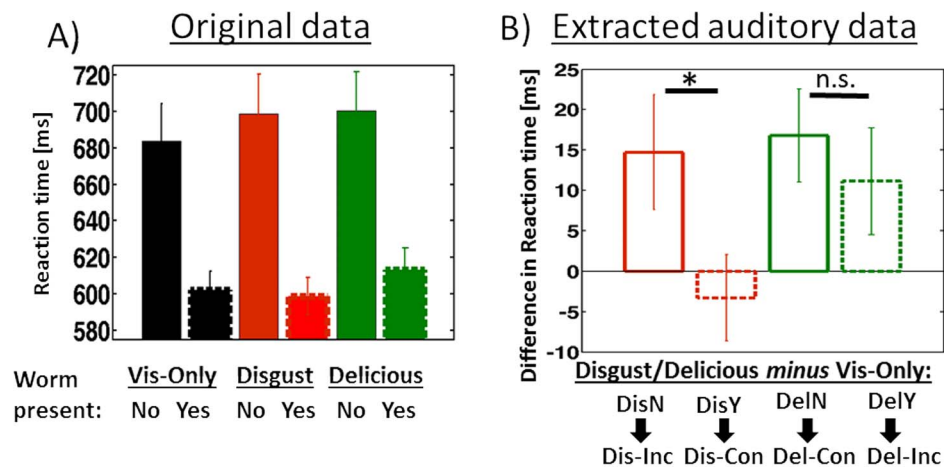 A) Original data
720
700
680
660
640
620
600
580
Reaction time [ms]
Vis-Only Disgust Delicious
Worm present: No Yes No Yes No Yes
B) Extracted auditory data
25
20
15
10
5
0
-5
-10
Difference in Reaction time [ms]
*
n.s.
Disgust/Delicious minus Vis-Only:
DisN DisY DelN DelY
Dis-Inc Dis-Con Del-Con Del-Inc